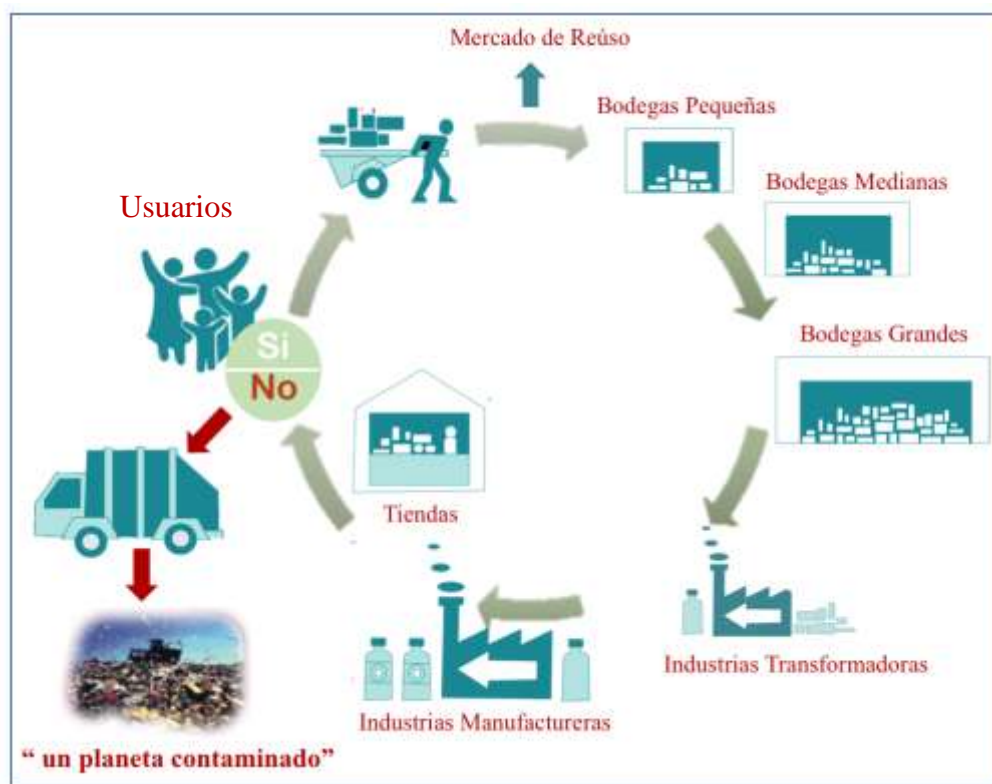 Mercado de Reúso
Bodegas Pequeñas
Bodegas Medianas
Usuarios
Bodegas Grandes
Si
No
Tiendas
Industrias Transformadoras
Industrias Manufactureras
“ un planeta contaminado”